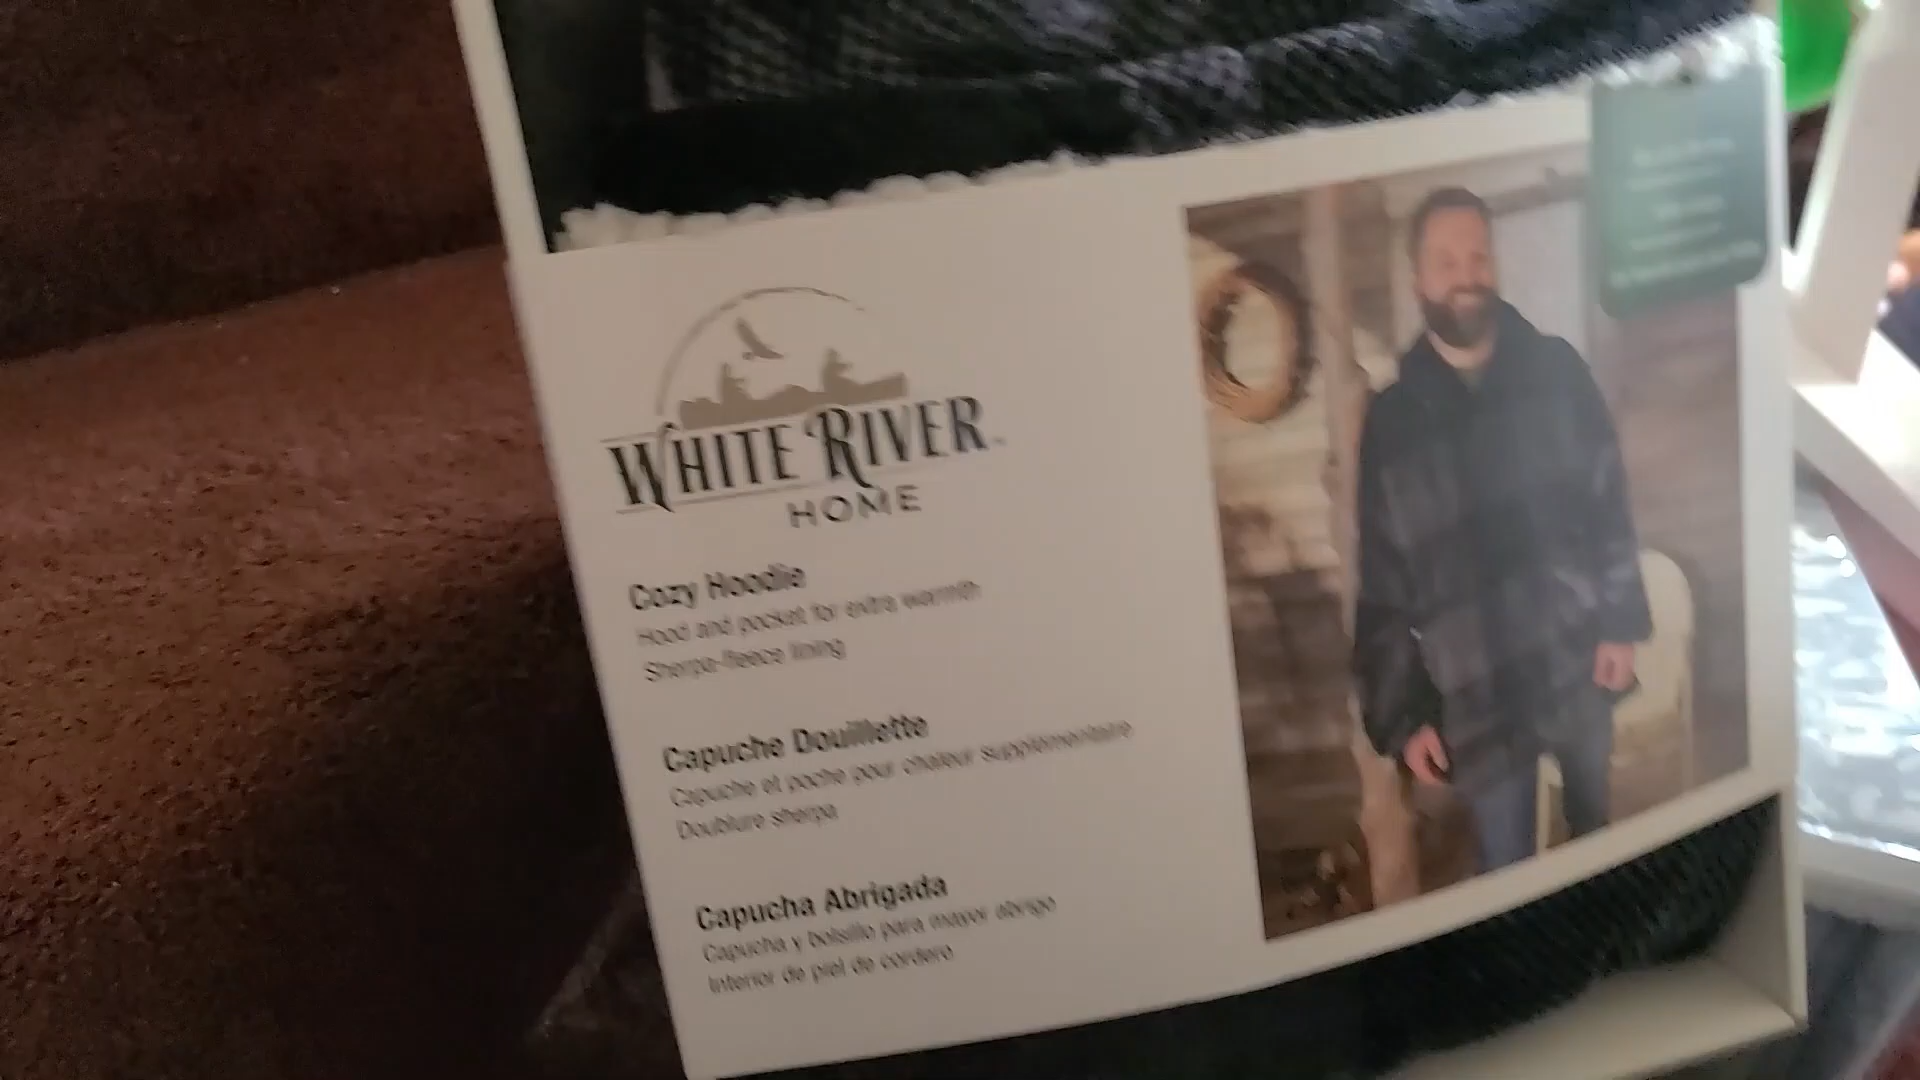 WHITE RIVER
HOME
Cozy Hoodie
Hood and pocket for extra warmth
Sherpa-fleece lining
Capuche Douillette
Capuche et poche pour chaleur supplémentaire
Doublure sherpa
Capucha Abrigada
Capucha y bolsillo para mayor abrigo
Interior de piel de cordero